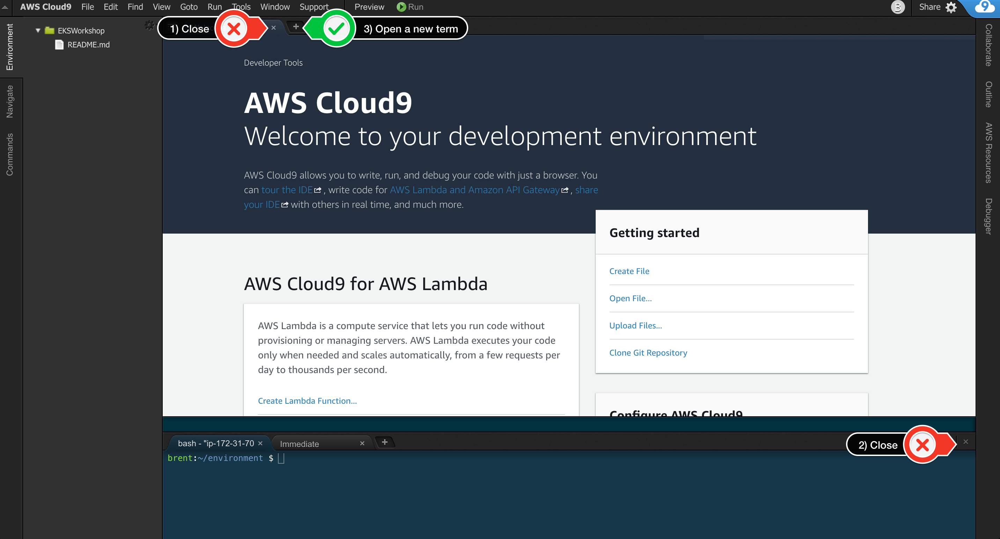 AWS Cloud9 File Edit Find View Goto Run Tools Window Support Preview Run B Share 9
Environment
Navigate
Commands
EKSWorkshop
README.md
1) Close
3) Open a new term
Developer Tools
AWS Cloud9
Welcome to your development environment
AWS Cloud9 allows you to write, run, and debug your code with just a browser. You
can tour the IDE , write code for AWS Lambda and Amazon API Gateway , share
your IDE with others in real time, and much more.
Getting started
Create File
Open File...
Upload Files...
Clone Git Repository
AWS Cloud9 for AWS Lambda
AWS Lambda is a compute service that lets you run code without
provisioning or managing servers. AWS Lambda executes your code
only when needed and scales automatically, from a few requests per
day to thousands per second.
Create Lambda Function...
Configure AWS Cloud9
bash - "ip-172-31-70
Immediate
2) Close
brent:~/environment $
Collaborate
Outline
AWS Resources
Debugger